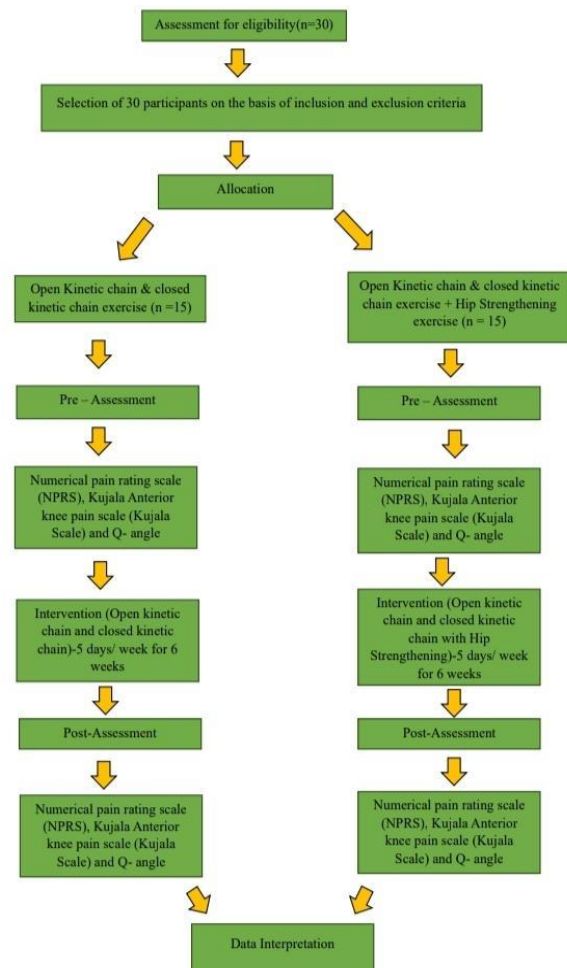 Assessment for eligibility(n=30)
Selection of 30 participants on the basis of inclusion and exclusion criteria
Allocation
Open Kinetic chain & closed
kinetic chain exercise (n =15)
Pre – Assessment
Numerical pain rating scale
(NPRS), Kujala Anterior
knee pain scale (Kujala
Scale) and Q- angle
Intervention (Open kinetic
chain and closed kinetic
chain)-5 days/ week for 6
weeks
Post-Assessment
Numerical pain rating scale
(NPRS), Kujala Anterior
knee pain scale (Kujala
Scale) and Q- angle
Open Kinetic chain & closed kinetic
chain exercise + Hip Strengthening
exercise (n = 15)
Pre – Assessment
Numerical pain rating scale
(NPRS), Kujala Anterior
knee pain scale (Kujala
Scale) and Q- angle
Intervention (Open kinetic
chain and closed kinetic
chain with Hip
Strengthening)-5 days/ week
for 6 weeks
Post-Assessment
Numerical pain rating scale
(NPRS), Kujala Anterior
knee pain scale (Kujala
Scale) and Q- angle
Data Interpretation